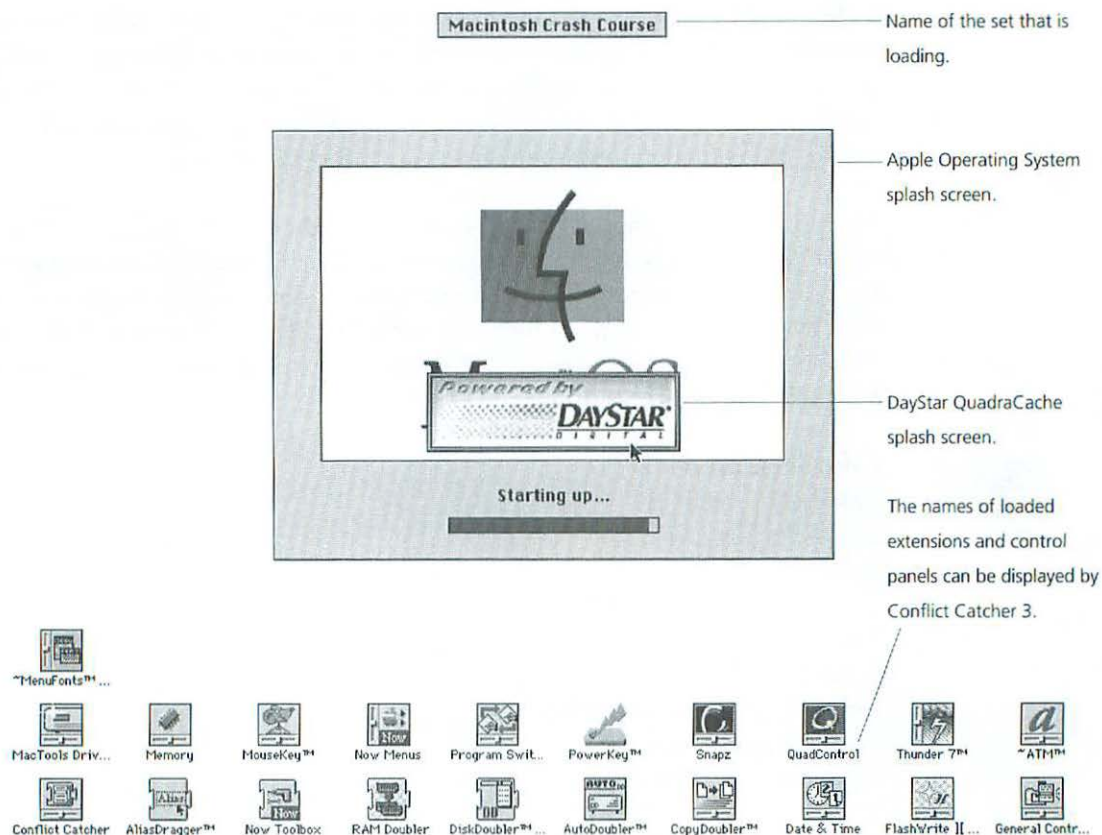 Macintosh Crash Course
Name of the set that is
loading.
Apple Operating System
splash screen.
Powered by
DAYSTAR
DIGITAL
DayStar QuadraCache
splash screen.
Starting up...
The names of loaded
extensions and control
panels can be displayed by
Conflict Catcher 3.
~MenuFonts™ ...
MacTools Driv...
Memory
MouseKey™
Now Menus
Program Swit...
PowerKey™
Snapz
QuadControl
Thunder 7™
~ATM™
Conflict Catcher
AliasDragger™
Now Toolbox
RAM Doubler
DiskDoubler™ ...
AutoDoubler™
CopyDoubler™
Date & Time
FlashWrite ][ ...
General Contr...